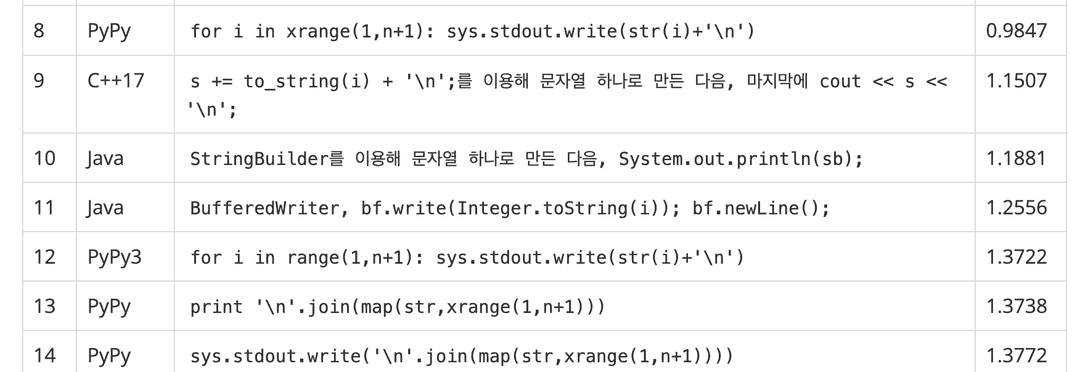 8 PyPy for i in xrange(1,n+1): sys.stdout.write(str(i)+'\n') 0.9847
9 C++17 s += to_string(i) + '\n';를 이용해 문자열 하나로 만든 다음, 마지막에 cout << s << 1.1507
'\n';
10 Java StringBuilder를 이용해 문자열 하나로 만든 다음, System.out.println(sb); 1.1881
11 Java BufferedWriter, bf.write(Integer.toString(i)); bf.newLine(); 1.2556
12 PyPy3 for i in range(1,n+1): sys.stdout.write(str(i)+'\n') 1.3722
13 PyPy print '\n'.join(map(str,xrange(1,n+1))) 1.3738
14 PyPy sys.stdout.write('\n'.join(map(str,xrange(1,n+1)))) 1.3772